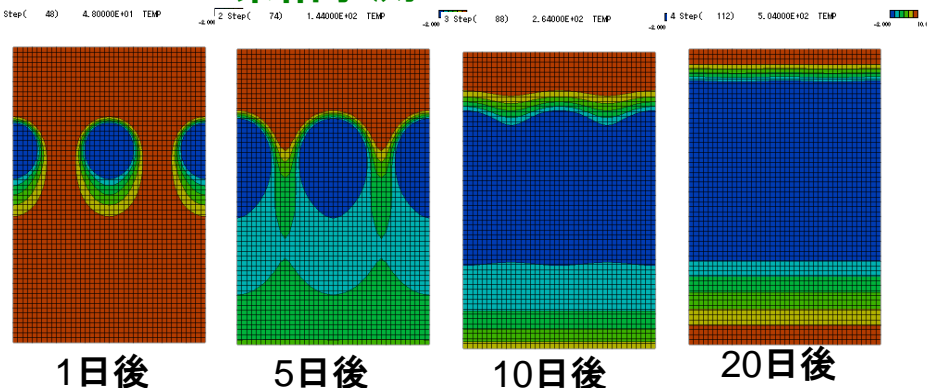 Step( 48) 4.80000E+01 TEMP
2 Step( 74) 1.44000E+02 TEMP
3 Step( 88) 2.64000E+02 TEMP
4 Step( 112) 5.04000E+02 TEMP
1日後
5日後
10日後
20日後